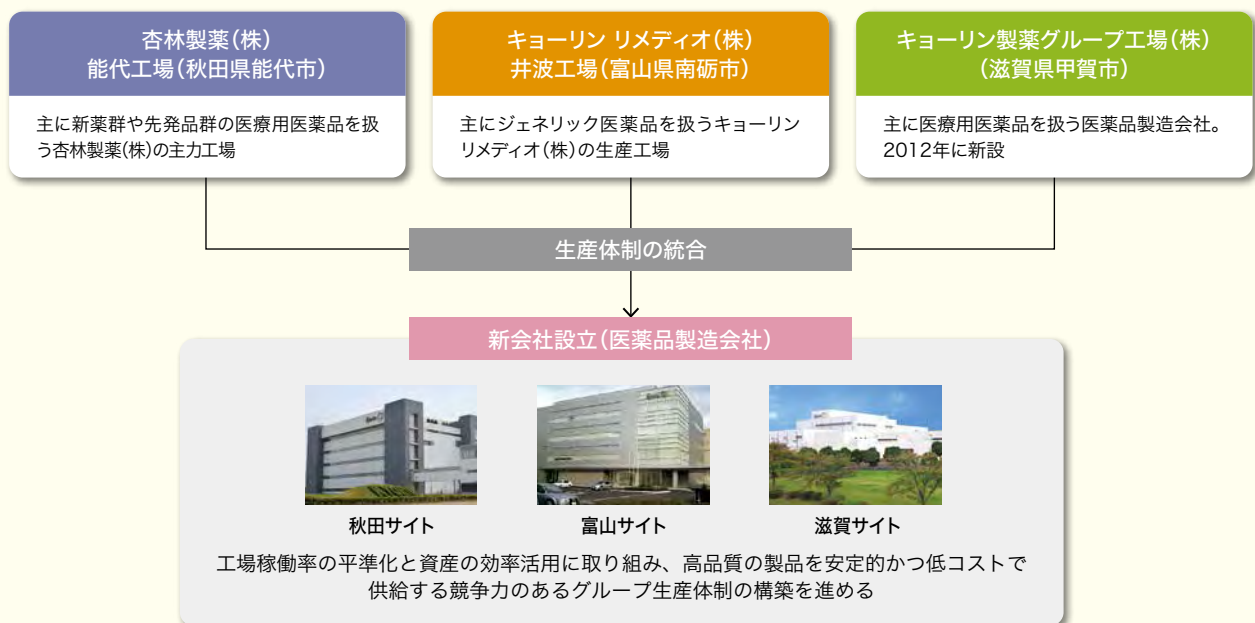 杏林製薬(株)
能代工場(秋田県能代市)
主に新薬群や先発品群の医療用医薬品を扱
う杏林製薬(株)の主力工場
キョーリン リメディオ(株)
井波工場(富山県南砺市)
主にジェネリック医薬品を扱うキョーリン
リメディオ(株)の生産工場
キョーリン製薬グループ工場(株)
(滋賀県甲賀市)
主に医療用医薬品を扱う医薬品製造会社。
2012年に新設
生産体制の統合
新会社設立(医薬品製造会社)
秋田サイト
富山サイト
滋賀サイト
工場稼働率の平準化と資産の効率活用に取り組み、高品質の製品を安定的かつ低コストで
供給する競争力のあるグループ生産体制の構築を進める